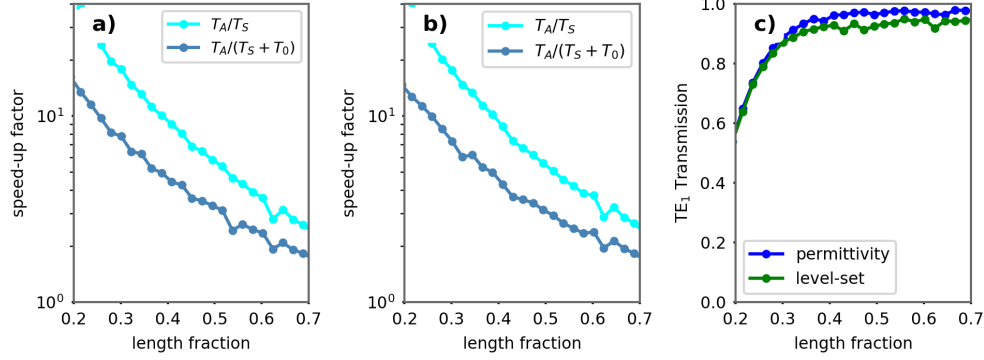 a)
T_A/T_S
T_A/(T_S + T_0)
speed-up factor
10^1
10^0
0.2 0.3 0.4 0.5 0.6 0.7
length fraction
b)
T_A/T_S
T_A/(T_S + T_0)
speed-up factor
10^1
10^0
0.2 0.3 0.4 0.5 0.6 0.7
length fraction
c)
TE_1 Transmission
1.0
0.8
0.6
0.4
0.2
0.0
permittivity
level-set
0.2 0.3 0.4 0.5 0.6 0.7
length fraction